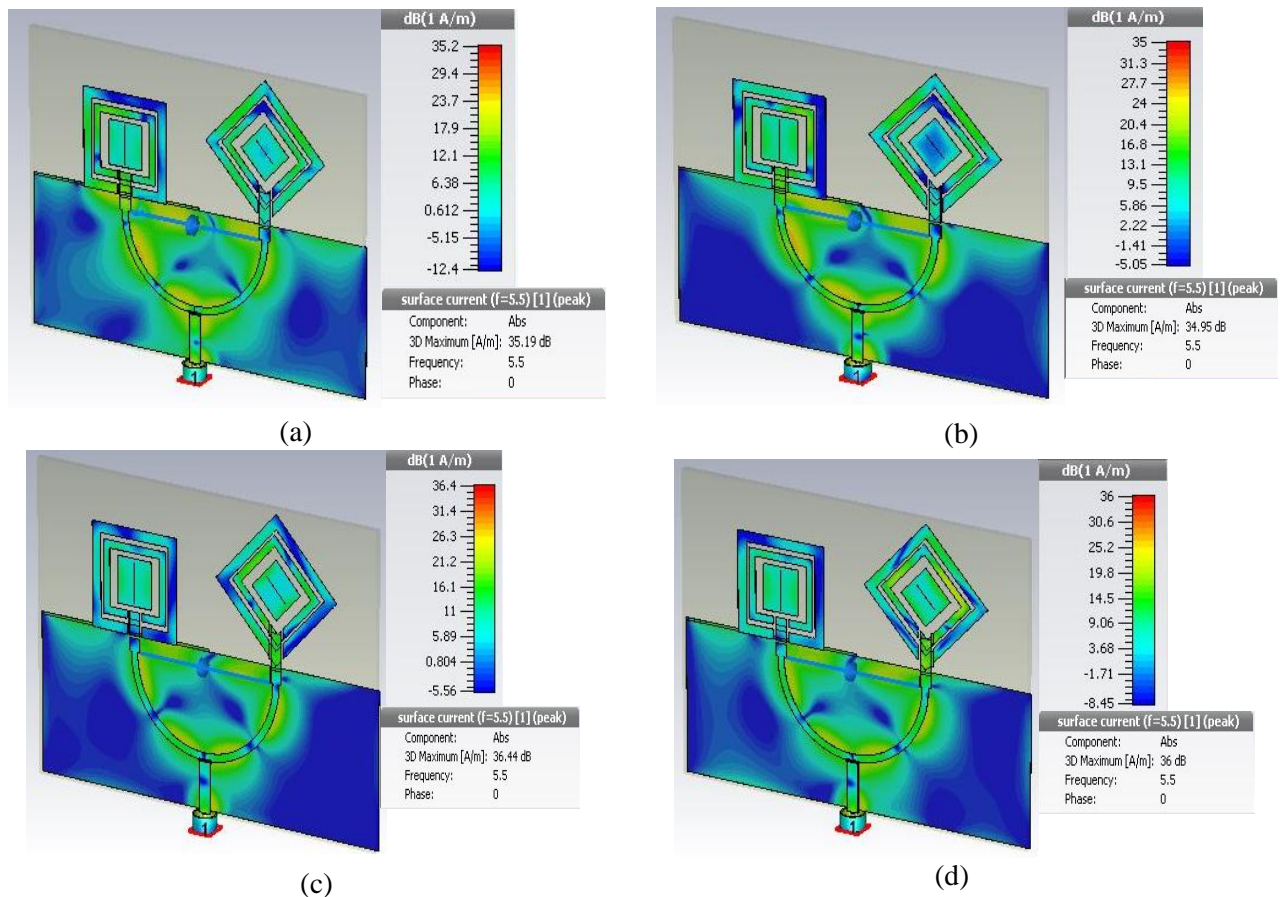 dB(1 A/m)
35.2
29.4
23.7
17.9
12.1
6.38
0.612
-5.15
-12.4
surface current (f=5.5) [1] (peak)
Component: Abs
3D Maximum [A/m]: 35.19 dB
Frequency: 5.5
Phase: 0
1
(a)
dB(1 A/m)
35
31.3
27.7
24
20.4
16.8
13.1
9.5
5.86
2.22
-1.41
-5.05
surface current (f=5.5) [1] (peak)
Component: Abs
3D Maximum [A/m]: 34.95 dB
Frequency: 5.5
Phase: 0
1
(b)
dB(1 A/m)
36.4
31.4
26.3
21.2
16.1
11
5.89
0.804
-5.56
surface current (f=5.5) [1] (peak)
Component: Abs
3D Maximum [A/m]: 36.44 dB
Frequency: 5.5
Phase: 0
1
(c)
dB(1 A/m)
36
30.6
25.2
19.8
14.5
9.06
3.68
-1.71
-8.45
surface current (f=5.5) [1] (peak)
Component: Abs
3D Maximum [A/m]: 36 dB
Frequency: 5.5
Phase: 0
1
(d)